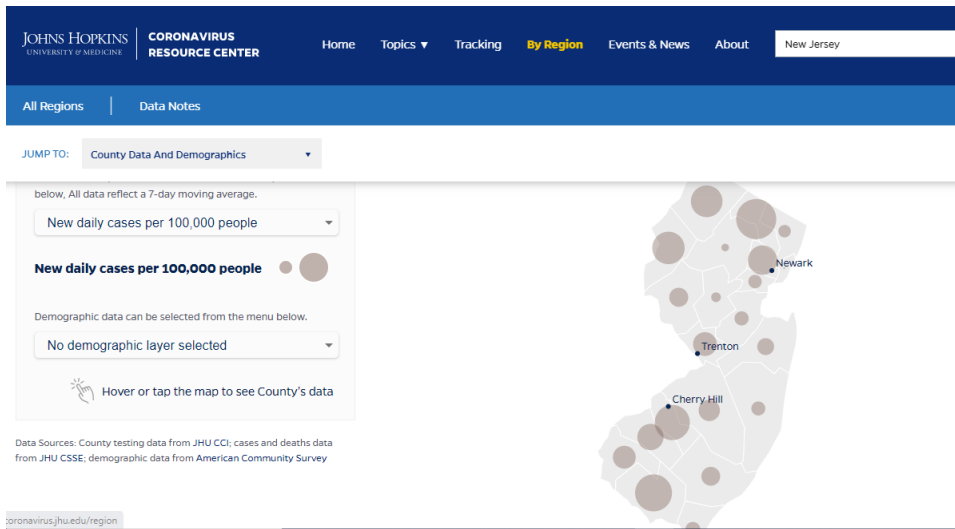 JOHNS HOPKINS
UNIVERSITY & MEDICINE
CORONAVIRUS
RESOURCE CENTER
Home
Topics ▼
Tracking
By Region
Events & News
About
New Jersey
All Regions
Data Notes
JUMP TO:
County Data And Demographics
below, All data reflect a 7-day moving average.
New daily cases per 100,000 people
New daily cases per 100,000 people
Demographic data can be selected from the menu below.
No demographic layer selected
Hover or tap the map to see County's data
Data Sources: County testing data from JHU CCI; cases and deaths data
from JHU CSSE; demographic data from American Community Survey
coronavirus.jhu.edu/region
Newark
Trenton
Cherry Hill